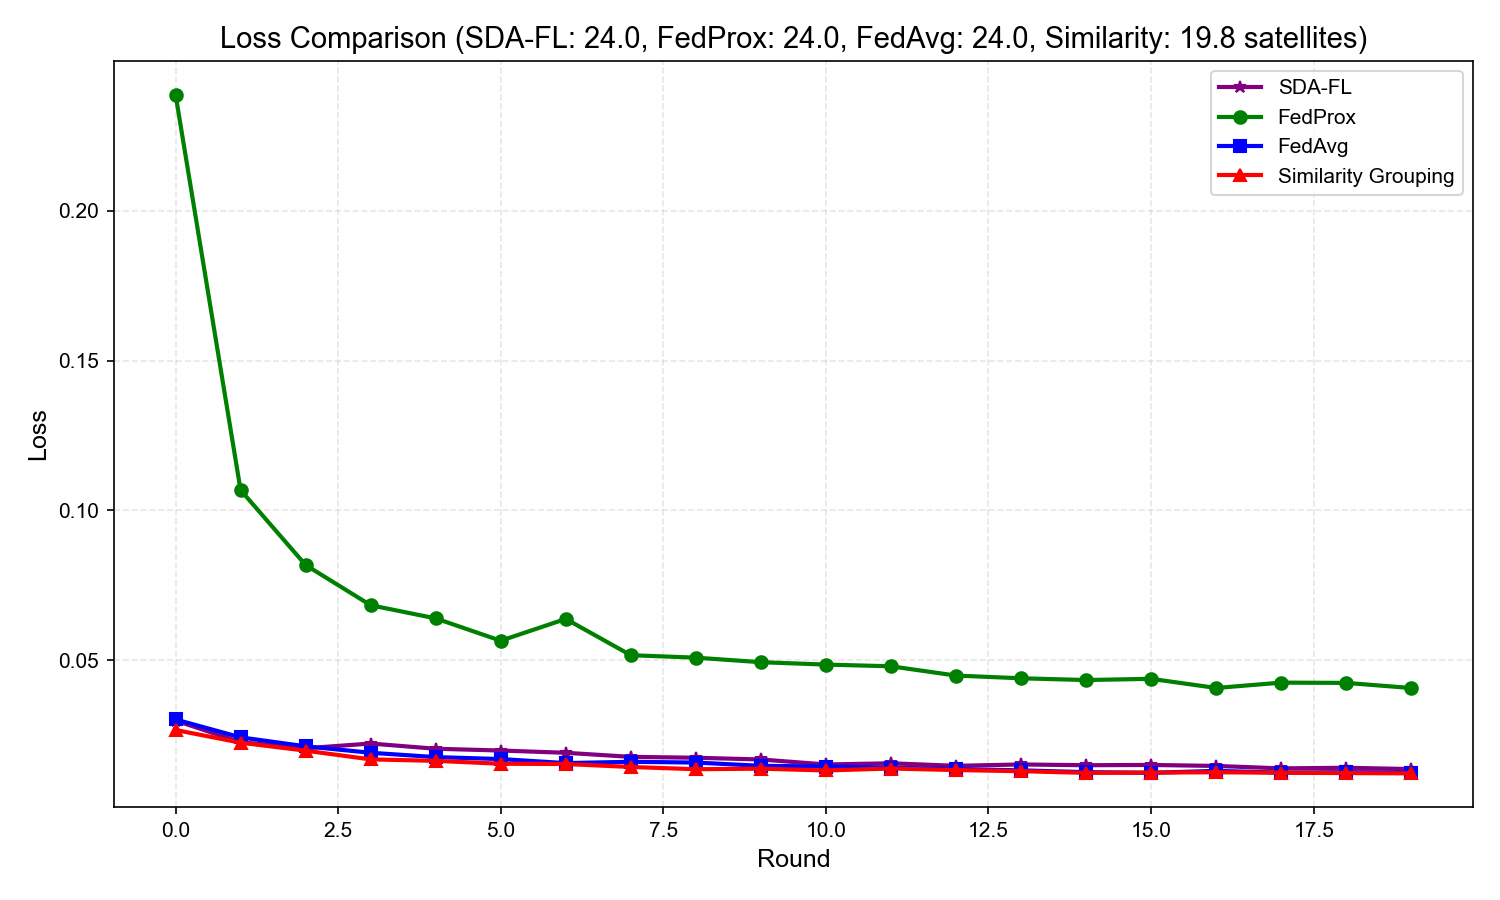 Loss Comparison (SDA-FL: 24.0, FedProx: 24.0, FedAvg: 24.0, Similarity: 19.8 satellites)
SDA-FL
FedProx
FedAvg
Similarity Grouping
Loss
0.20
0.15
0.10
0.05
0.0 2.5 5.0 7.5 10.0 12.5 15.0 17.5
Round